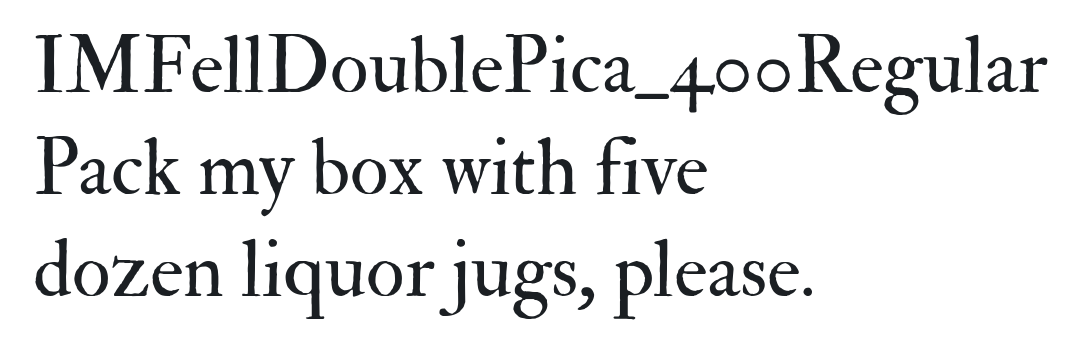 IMFellDoublePica_400Regular
Pack my box with five
dozen liquor jugs, please.